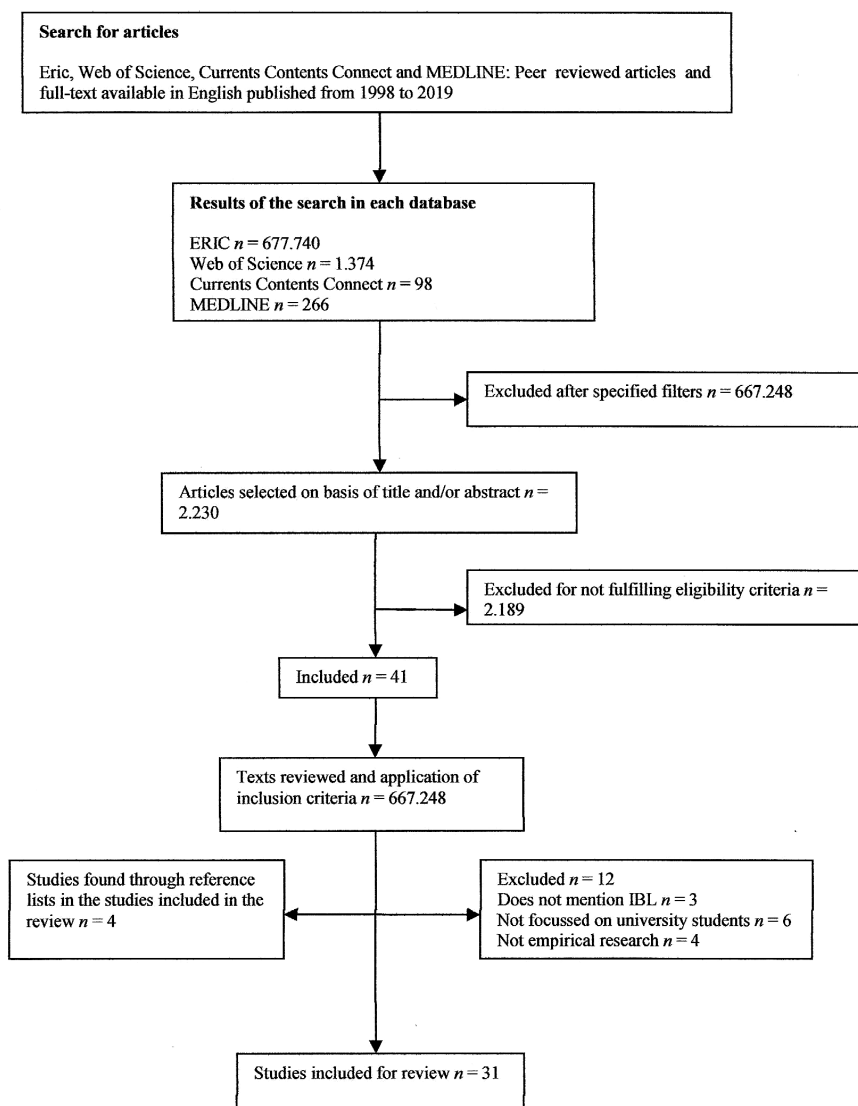 Search for articles
Eric, Web of Science, Currents Contents Connect and MEDLINE: Peer reviewed articles and
full-text available in English published from 1998 to 2019
Results of the search in each database
ERIC n = 677.740
Web of Science n = 1.374
Currents Contents Connect n = 98
MEDLINE n = 266
Excluded after specified filters n = 667.248
Articles selected on basis of title and/or abstract n =
2.230
Excluded for not fulfilling eligibility criteria n =
2.189
Included n = 41
Texts reviewed and application of
inclusion criteria n = 667.248
Studies found through reference
lists in the studies included in the
review n = 4
Excluded n = 12
Does not mention IBL n = 3
Not focussed on university students n = 6
Not empirical research n = 4
Studies included for review n = 31